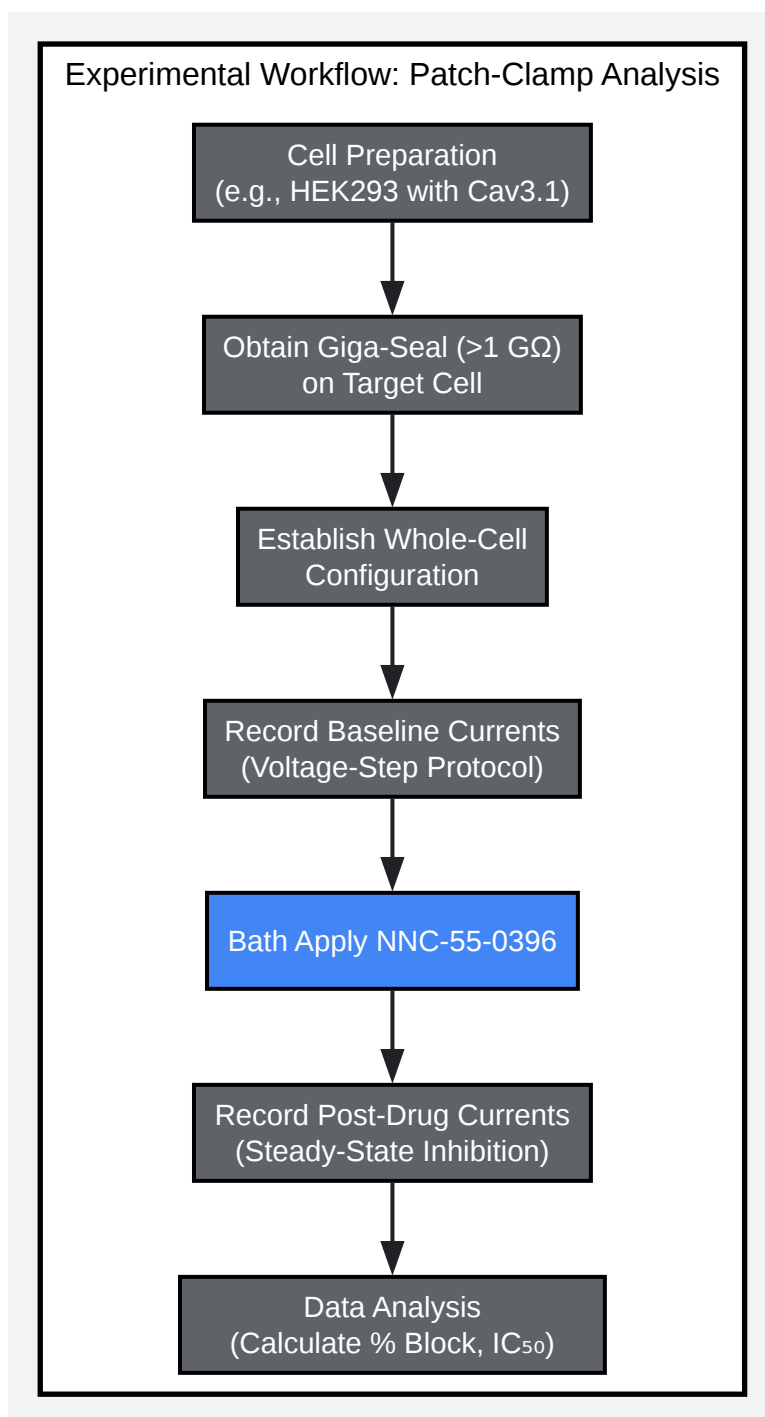 Experimental Workflow: Patch-Clamp Analysis
Cell Preparation
(e.g., HEK293 with Cav3.1)
Obtain Giga-Seal (>1 GΩ)
on Target Cell
Establish Whole-Cell
Configuration
Record Baseline Currents
(Voltage-Step Protocol)
Bath Apply NNC-55-0396
Record Post-Drug Currents
(Steady-State Inhibition)
Data Analysis
(Calculate % Block, IC₅₀)